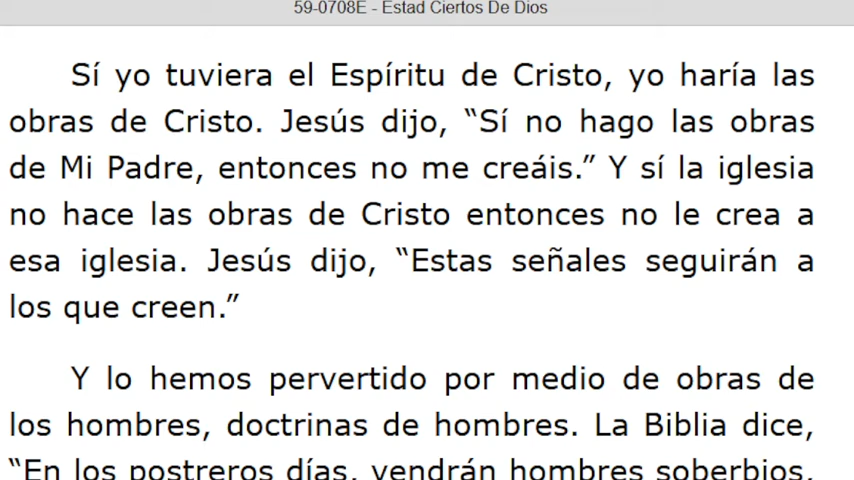 59-0708E - Estad Ciertos De Dios
Sí yo tuviera el Espíritu de Cristo, yo haría las
obras de Cristo. Jesús dijo, “Sí no hago las obras
de Mi Padre, entonces no me creáis.” Y sí la iglesia
no hace las obras de Cristo entonces no le crea a
esa iglesia. Jesús dijo, “Estas señales seguirán a
los que creen.”
Y lo hemos pervertido por medio de obras de
los hombres, doctrinas de hombres. La Biblia dice,
“En los postreros días, vendrán hombres soberbios,